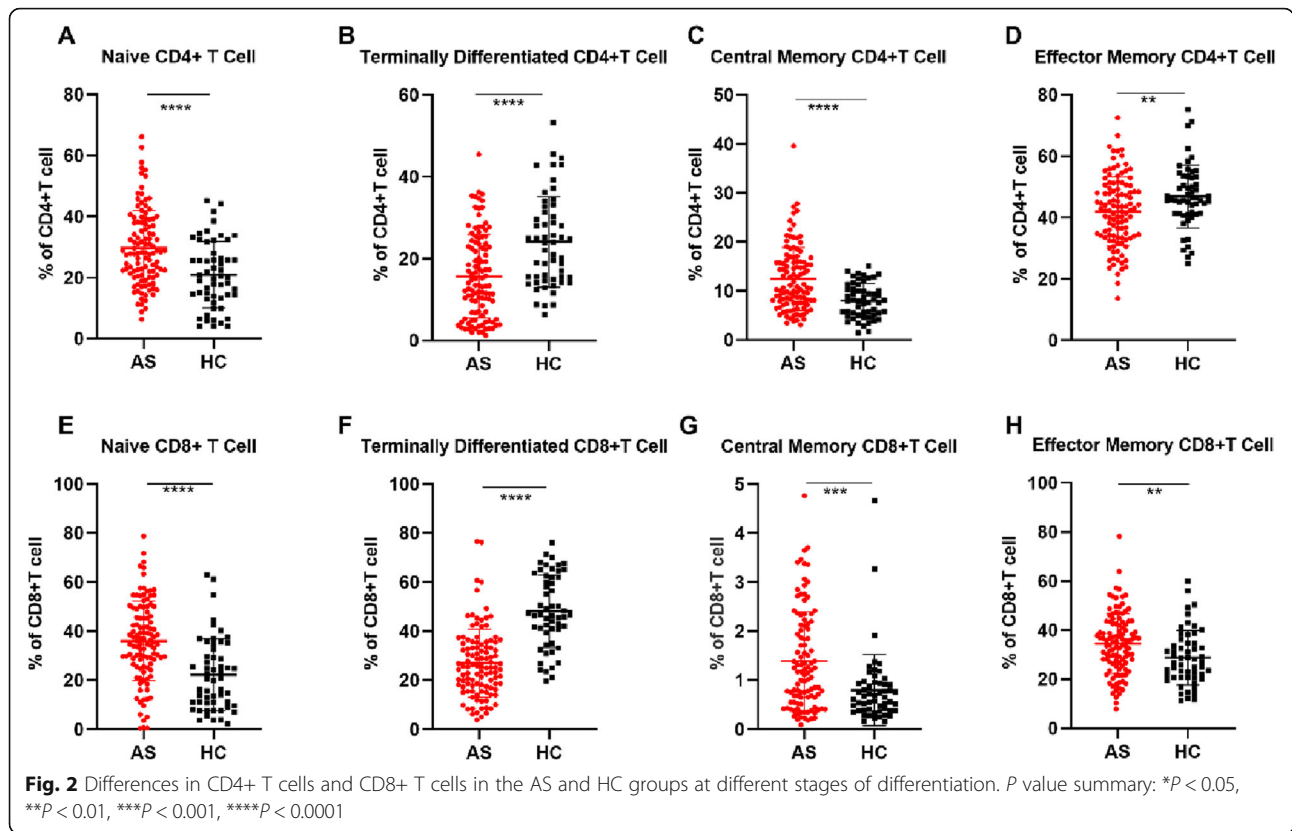 A
Naive CD4+ T Cell
% of CD4+T cell
80
60
40
20
0
****
AS
HC
B
Terminally Differentiated CD4+T Cell
% of CD4+T cell
60
40
20
0
****
AS
HC
C
Central Memory CD4+T Cell
% of CD4+T cell
50
40
30
20
10
0
****
AS
HC
D
Effector Memory CD4+T Cell
% of CD4+T cell
80
60
40
20
0
**
AS
HC
E
Naive CD8+ T Cell
% of CD8+T cell
100
80
60
40
20
0
****
AS
HC
F
Terminally Differentiated CD8+T Cell
% of CD8+T cell
100
80
60
40
20
0
****
AS
HC
G
Central Memory CD8+T Cell
% of CD8+T cell
5
4
3
2
1
0
***
AS
HC
H
Effector Memory CD8+T Cell
% of CD8+T cell
100
80
60
40
20
0
**
AS
HC
Fig. 2 Differences in CD4+ T cells and CD8+ T cells in the AS and HC groups at different stages of differentiation. P value summary: *P < 0.05,
**P < 0.01, ***P < 0.001, ****P < 0.0001